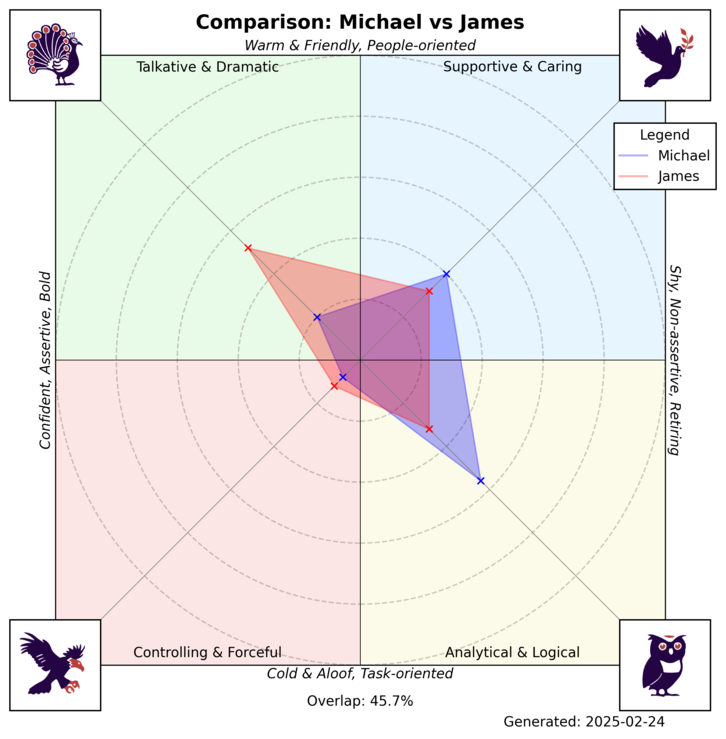 Comparison: Michael vs James
Warm & Friendly, People-oriented
Talkative & Dramatic
Supportive & Caring
Legend
Michael
James
Confident, Assertive, Bold
Shy, Non-assertive, Retiring
Controlling & Forceful
Analytical & Logical
Cold & Aloof, Task-oriented
Overlap: 45.7%
Generated: 2025-02-24